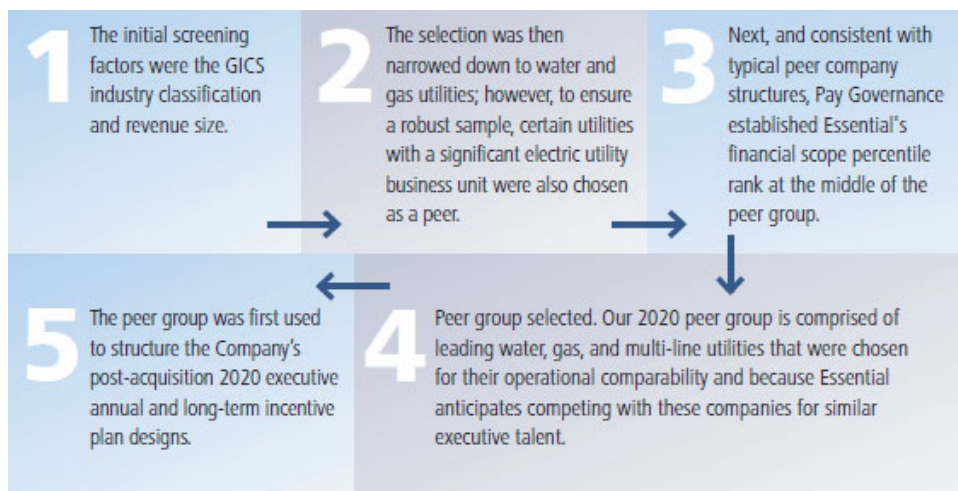 1
The initial screening
factors were the GICS
industry classification
and revenue size.
2
The selection was then
narrowed down to water and
gas utilities; however, to ensure
a robust sample, certain utilities
with a significant electric utility
business unit were also chosen
as a peer.
3
Next, and consistent with
typical peer company
structures, Pay Governance
established Essential's
financial scope percentile
rank at the middle of the
peer group.
4
Peer group selected. Our 2020 peer group is comprised of
leading water, gas, and multi-line utilities that were chosen
for their operational comparability and because Essential
anticipates competing with these companies for similar
executive talent.
5
The peer group was first used
to structure the Company's
post-acquisition 2020 executive
annual and long-term incentive
plan designs.